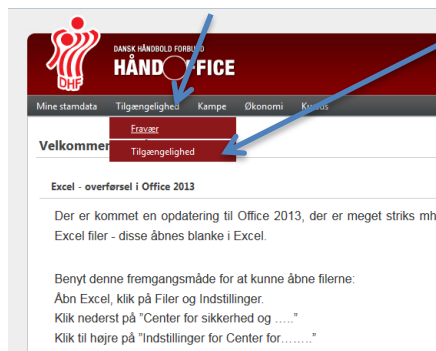 DHF
DANSK HÅNDBOLD FORBUND
HÅNDOFFICE
Mine stamdata Tilgængelighed Kampe Økonomi Kursus
Fravær
Tilgængelighed
Velkommen
Excel - overførsel i Office 2013
Der er kommet en opdatering til Office 2013, der er meget striks mh
Excel filer - disse åbnes blanke i Excel.
Benyt denne fremgangsmåde for at kunne åbne filerne:
Åbn Excel, klik på Filer og Indstillinger.
Klik nederst på "Center for sikkerhed og ….."
Klik til højre på "Indstillinger for Center for…….."